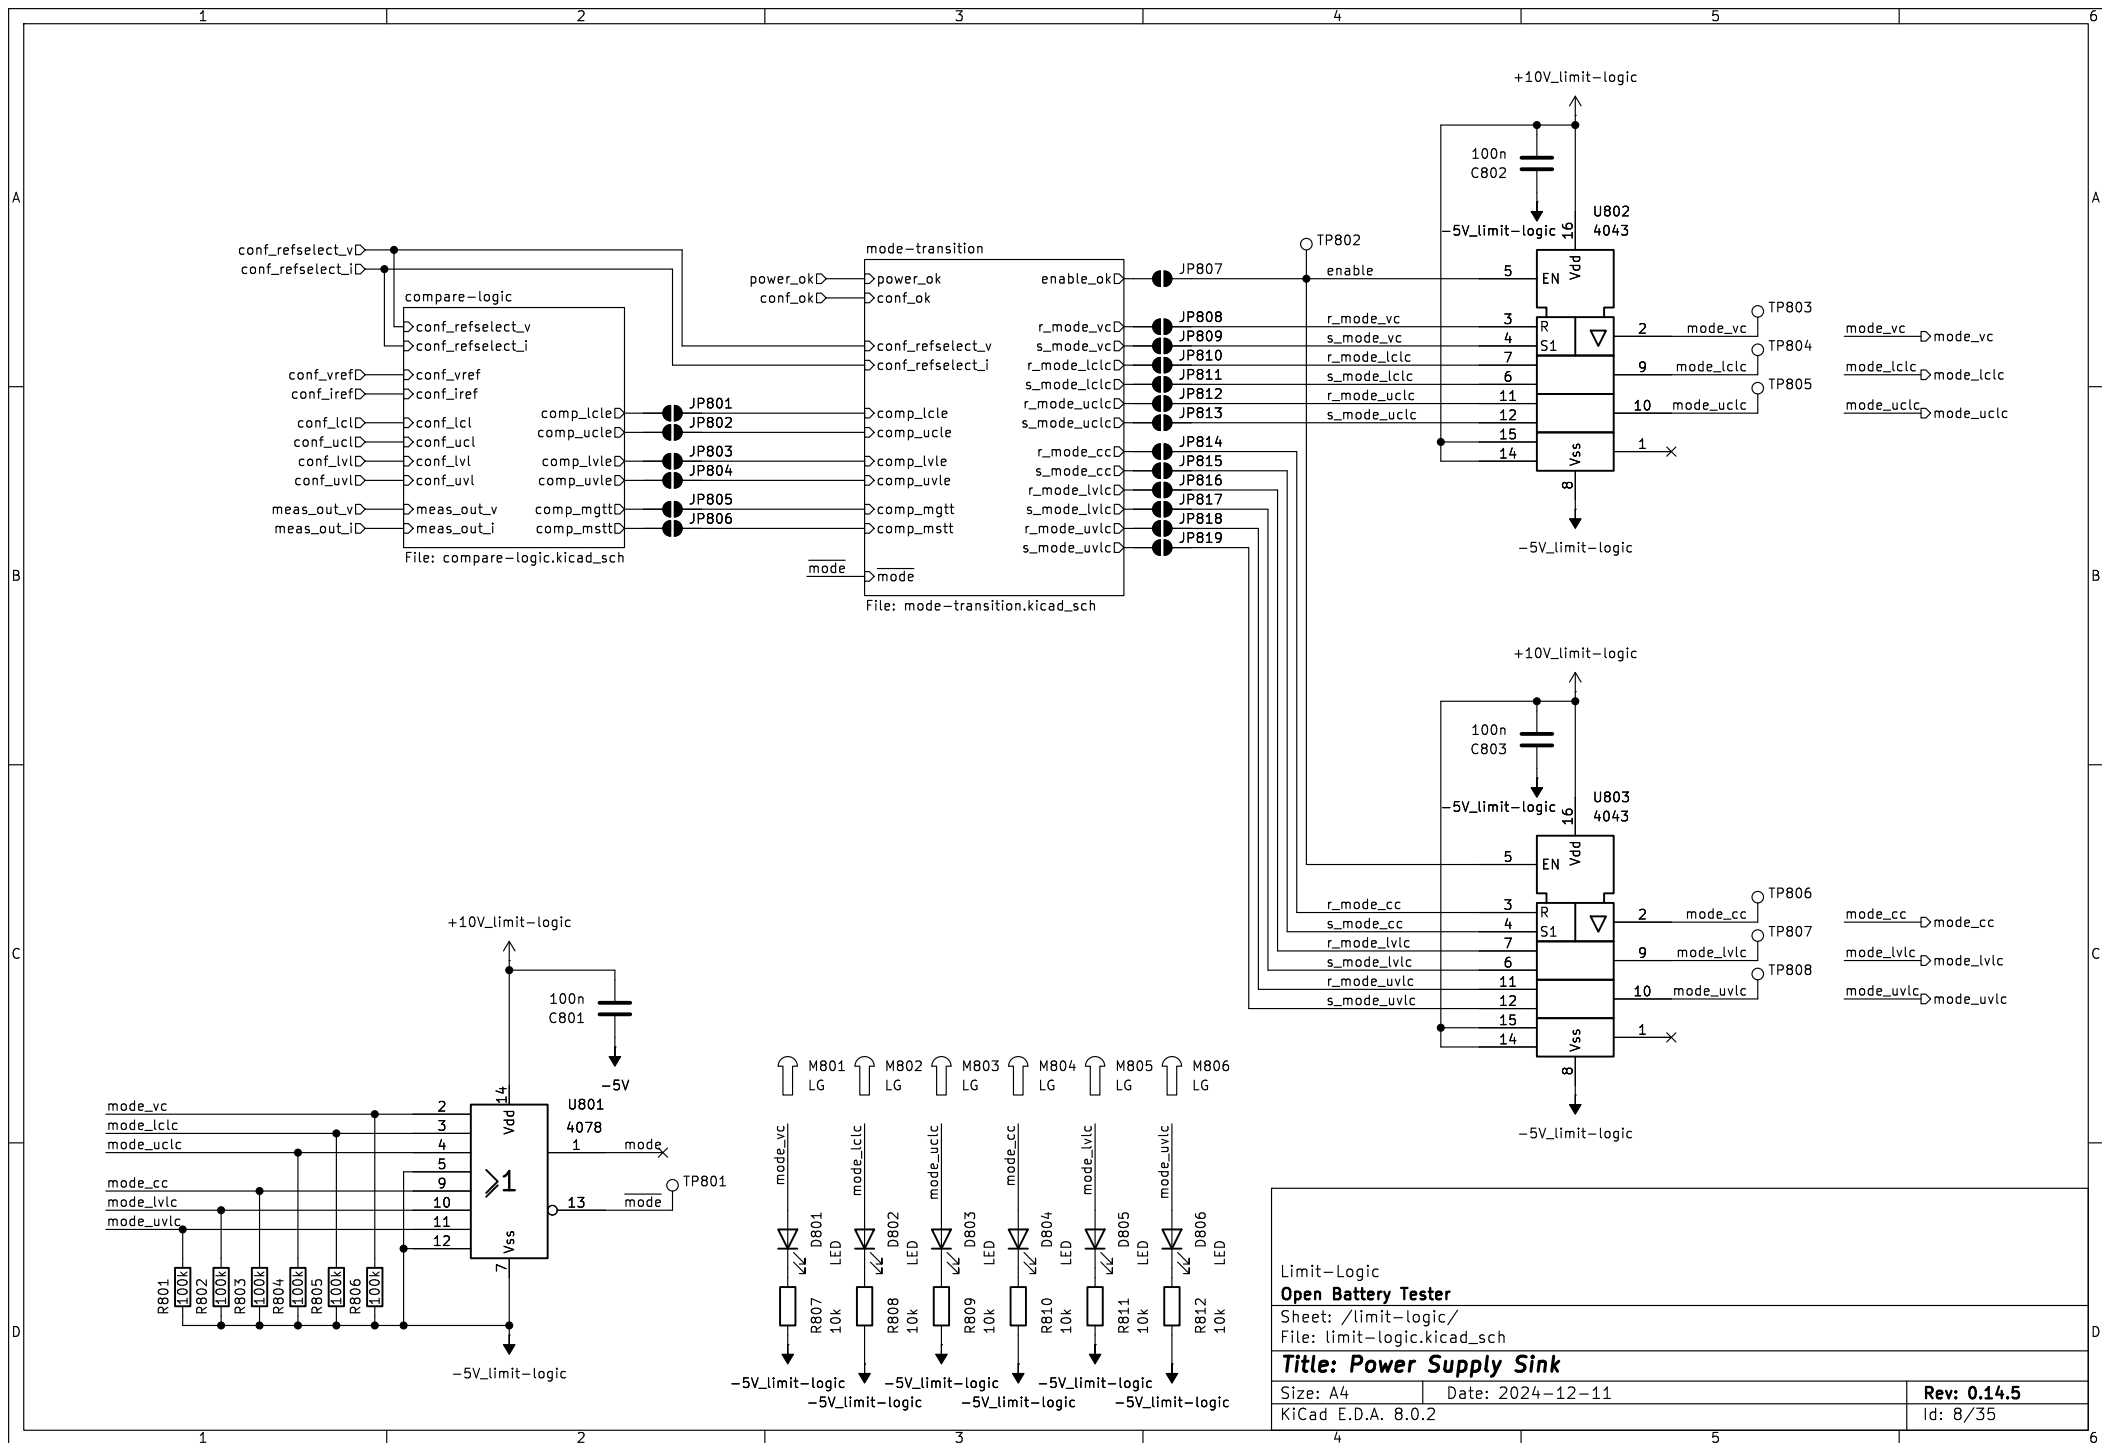 1 2 3 4 5 6
A
B
C
D
A
B
C
D
1 2 3 4 5 6
conf_refselect_v
conf_refselect_i
compare-logic
conf_refselect_v
conf_refselect_i
conf_vref conf_vref
conf_iref conf_iref
conf_lcl conf_lcl
conf_ucl conf_ucl
conf_lvl conf_lvl
conf_uvl conf_uvl
meas_out_v meas_out_v
meas_out_i meas_out_i
comp_lcle JP801
comp_ucle JP802
comp_lvle JP803
comp_uvle JP804
comp_mgtt JP805
comp_mstt JP806
File: compare-logic.kicad_sch
mode-transition
power_ok power_ok
conf_ok conf_ok
conf_refselect_v
conf_refselect_i
comp_lcle
comp_ucle
comp_lvle
comp_uvle
comp_mgtt
comp_mstt
mode mode
enable_ok JP807
r_mode_vc JP808
s_mode_vc JP809
r_mode_lclc JP810
s_mode_lclc JP811
r_mode_uclc JP812
s_mode_uclc JP813
r_mode_cc JP814
s_mode_cc JP815
r_mode_lvlc JP816
s_mode_lvlc JP817
r_mode_uvlc JP818
s_mode_uvlc JP819
File: mode-transition.kicad_sch
TP802
+10V_limit-logic
100n
C802
-5V_limit-logic
U802
4043
16 Vdd
enable 5 EN
r_mode_vc 3 R
s_mode_vc 4 S1
r_mode_lclc 7
s_mode_lclc 6
r_mode_uclc 11
s_mode_uclc 12
15
14
Vss 8
-5V_limit-logic
2 mode_vc TP803
9 mode_lclc TP804
10 mode_uclc TP805
1
mode_vc mode_vc
mode_lclc mode_lclc
mode_uclc mode_uclc
+10V_limit-logic
100n
C803
-5V_limit-logic
U803
4043
16 Vdd
5 EN
r_mode_cc 3 R
s_mode_cc 4 S1
r_mode_lvlc 7
s_mode_lvlc 6
r_mode_uvlc 11
s_mode_uvlc 12
15
14
Vss 8
-5V_limit-logic
2 mode_cc TP806
9 mode_lvlc TP807
10 mode_uvlc TP808
1
mode_cc mode_cc
mode_lvlc mode_lvlc
mode_uvlc mode_uvlc
+10V_limit-logic
100n
C801
-5V
14 Vdd
U801
4078
mode_vc 2
mode_lclc 3
mode_uclc 4
5
mode_cc 9
mode_lvlc 10
mode_uvlc 11
12
≥1
1 mode
13 mode TP801
Vss 7
R801 100k
R802 100k
R803 100k
R804 100k
R805 100k
R806 100k
-5V_limit-logic
M801 M802 M803 M804 M805 M806
LG LG LG LG LG LG
mode_vc mode_lclc mode_uclc mode_cc mode_lvlc mode_uvlc
D801 LED D802 LED D803 LED D804 LED D805 LED D806 LED
R807 10k R808 10k R809 10k R810 10k R811 10k R812 10k
-5V_limit-logic -5V_limit-logic -5V_limit-logic
-5V_limit-logic -5V_limit-logic -5V_limit-logic
Limit-Logic
Open Battery Tester
Sheet: /limit-logic/
File: limit-logic.kicad_sch
Title: Power Supply Sink
Size: A4 Date: 2024-12-11 Rev: 0.14.5
KiCad E.D.A. 8.0.2 Id: 8/35